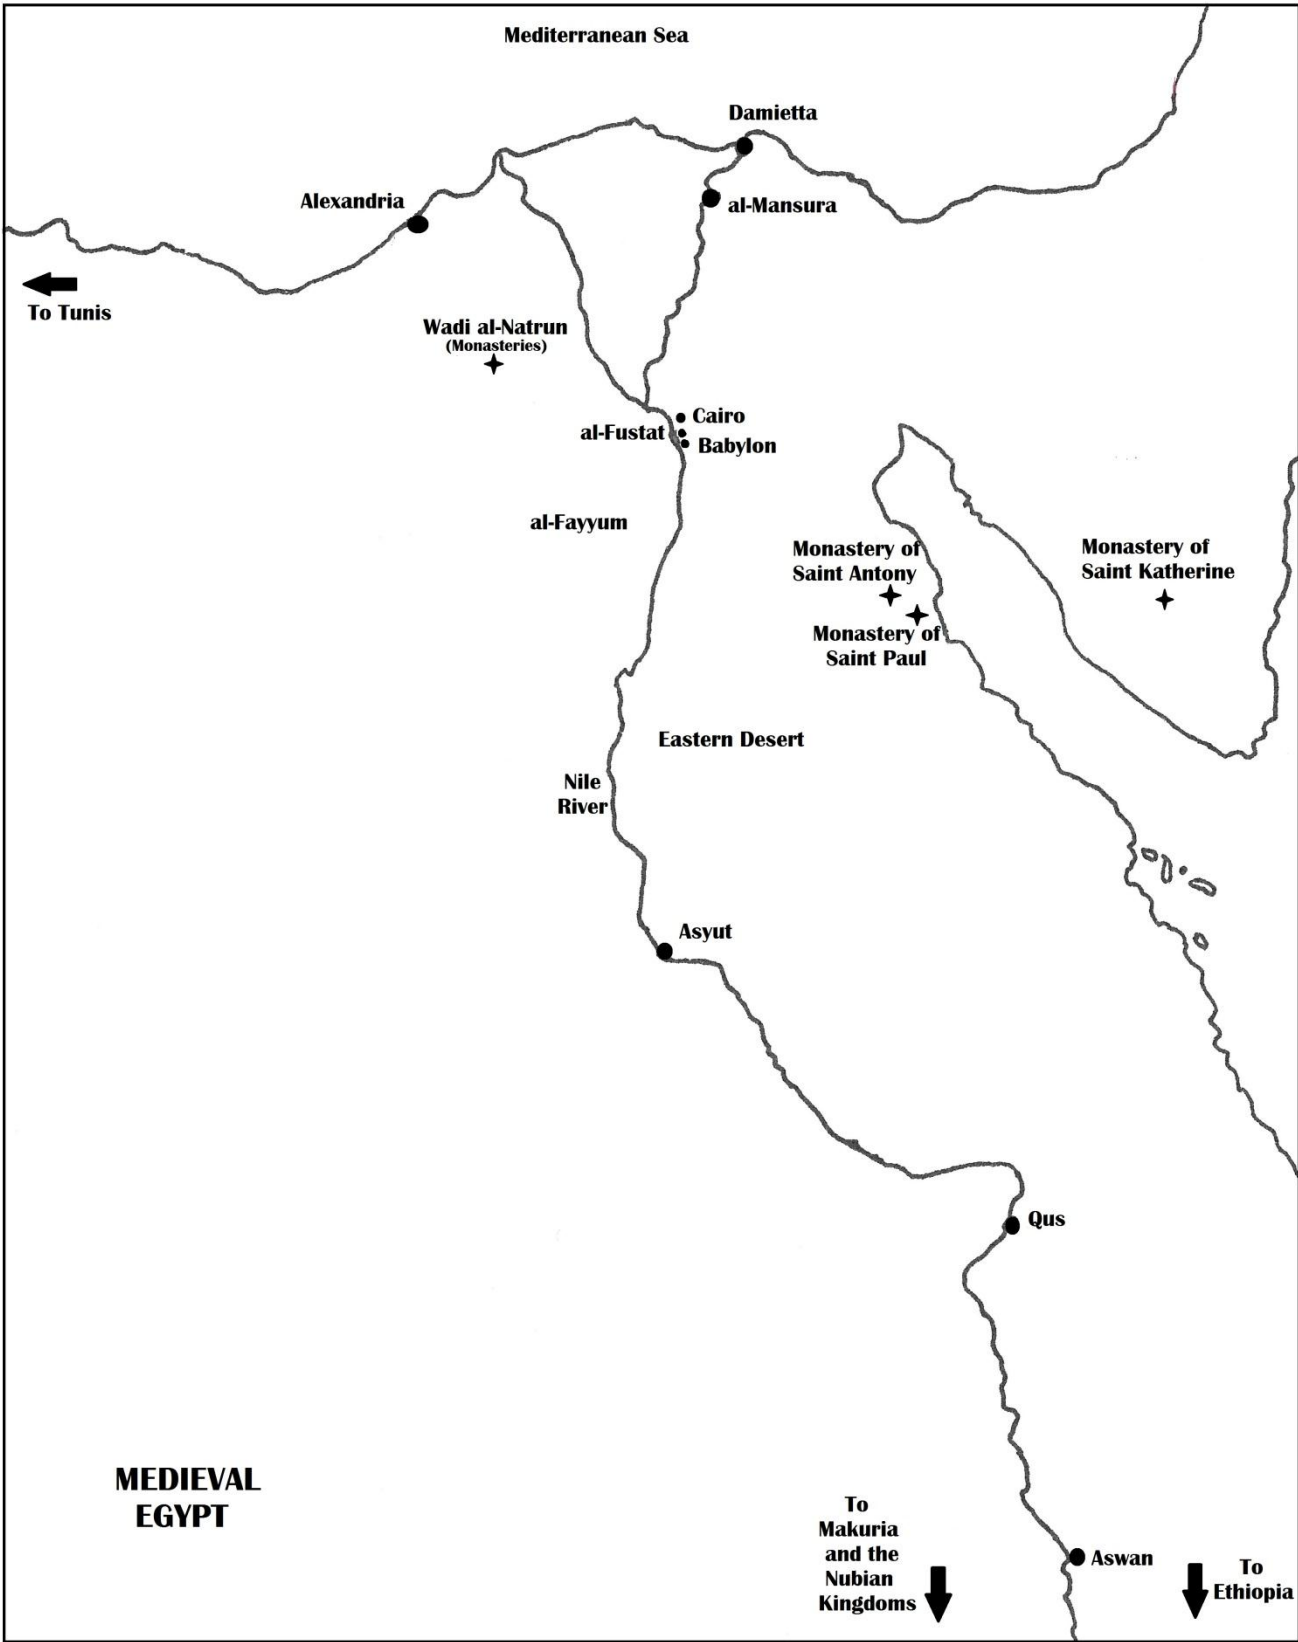 Mediterranean Sea
Damietta
Alexandria
al-Mansura
To Tunis
Wadi al-Natrun
(Monasteries)
Cairo
al-Fustat
Babylon
al-Fayyum
Monastery of
Saint Antony
Monastery of
Saint Katherine
Monastery of
Saint Paul
Eastern Desert
Nile
River
Asyut
Qus
MEDIEVAL
EGYPT
To
Makuria
and the
Nubian
Kingdoms
Aswan
To
Ethiopia